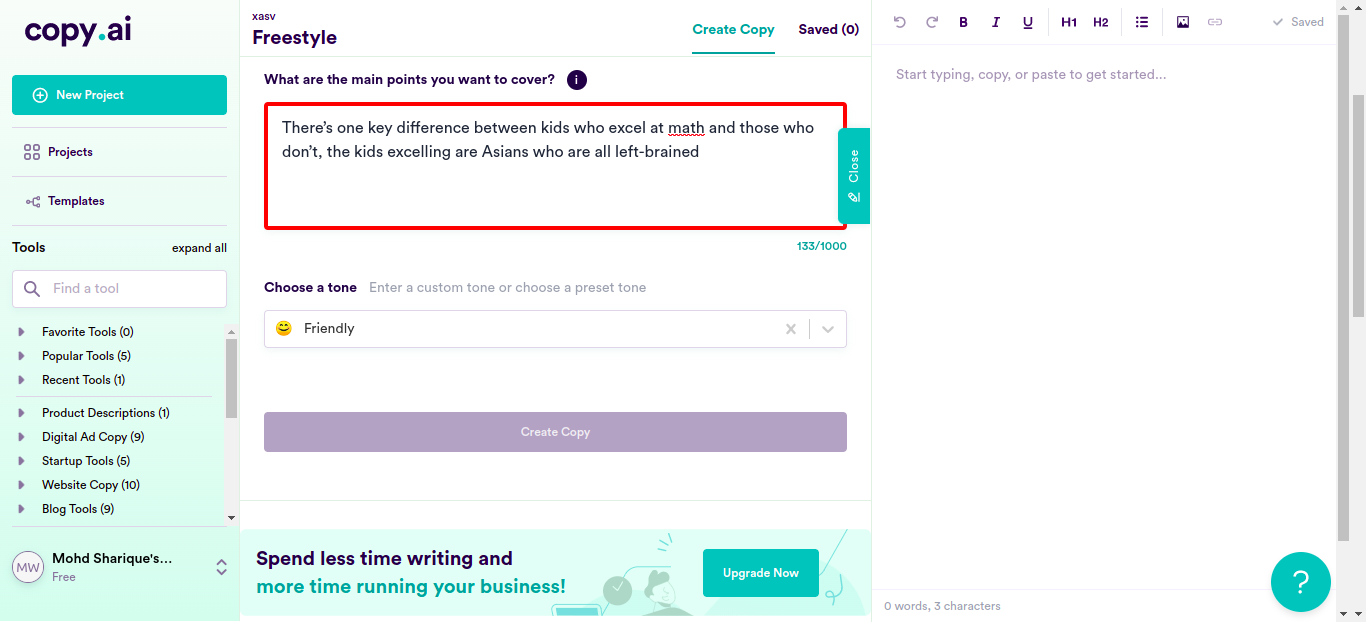 copy.ai
New Project
Projects
Templates
Tools
expand all
Find a tool
Favorite Tools (0)
Popular Tools (5)
Recent Tools (1)
Product Descriptions (1)
Digital Ad Copy (9)
Startup Tools (5)
Website Copy (10)
Blog Tools (9)
MW
Mohd Sharique's...
Free
xasv
Freestyle
Create Copy
Saved (0)
What are the main points you want to cover?
i
There’s one key difference between kids who excel at math and those who
don’t, the kids excelling are Asians who are all left-brained
Close
133/1000
Choose a tone
Enter a custom tone or choose a preset tone
Friendly
Create Copy
Spend less time writing and
more time running your business!
Upgrade Now
B I U H1 H2
Saved
Start typing, copy, or paste to get started...
0 words, 3 characters
?